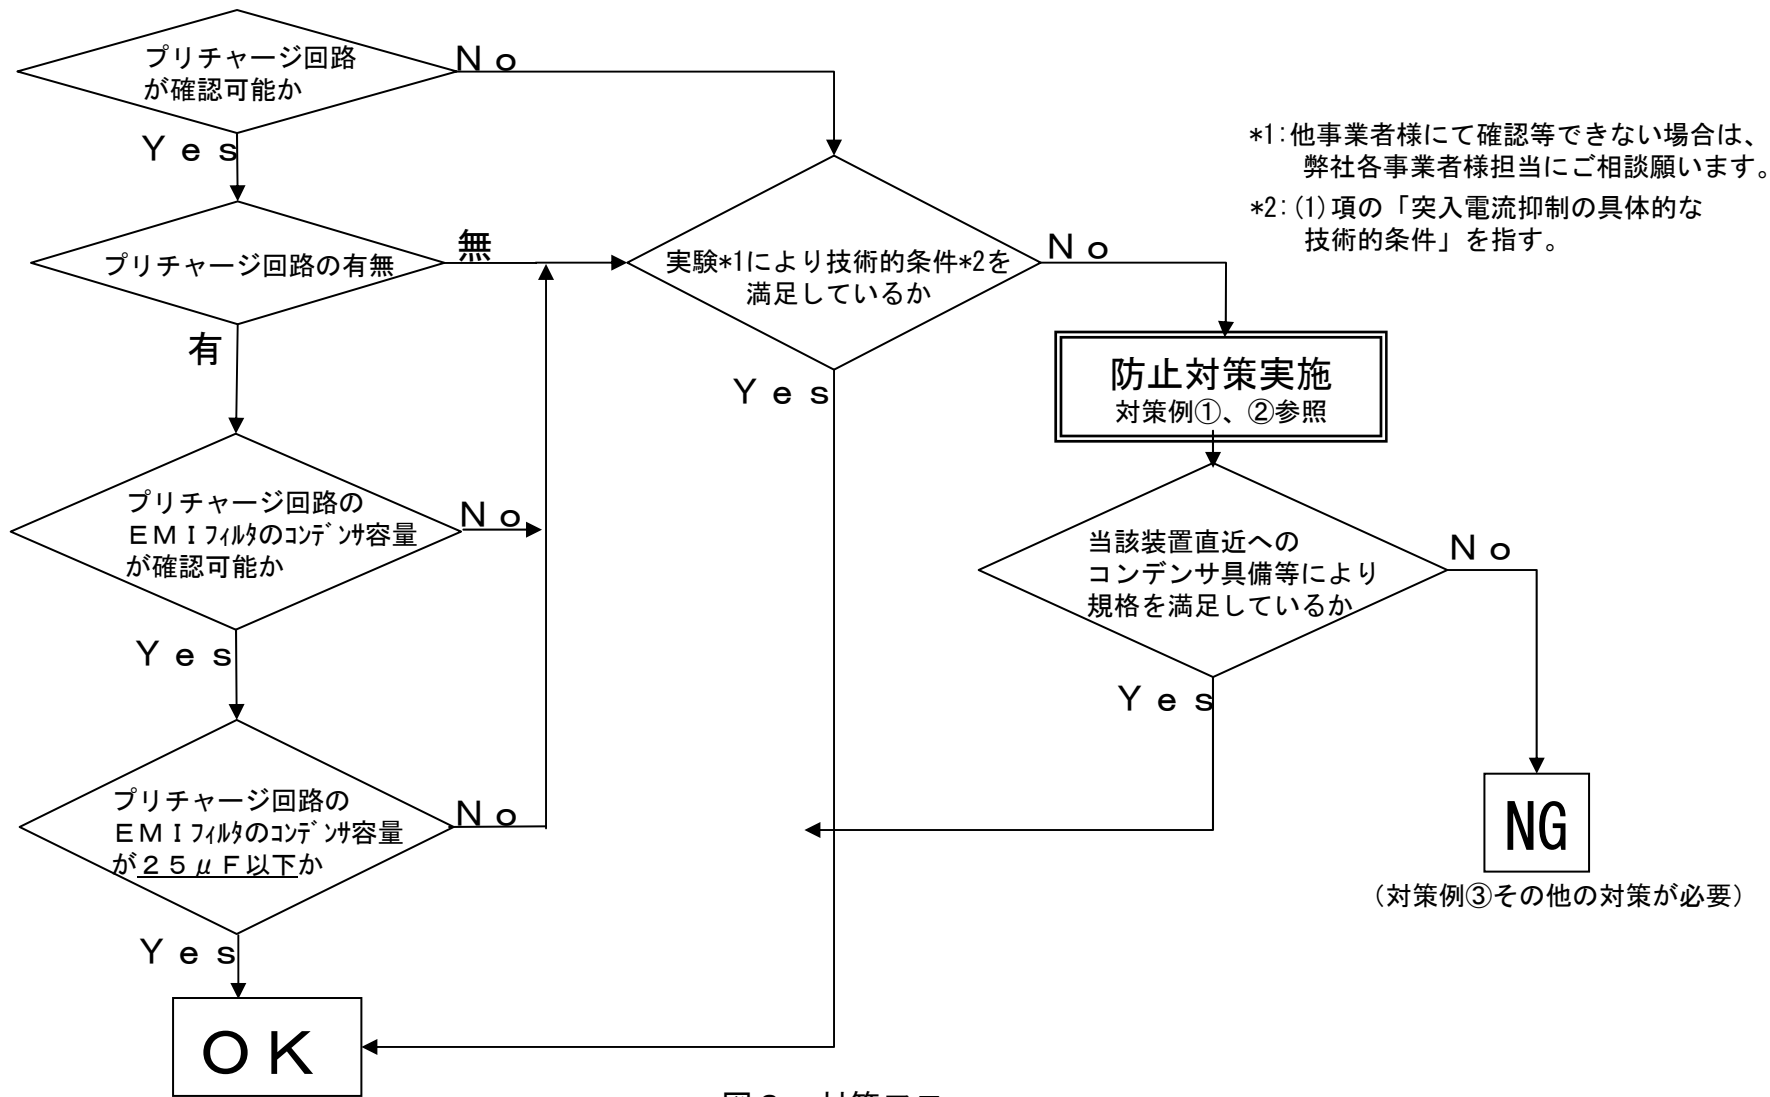 プリチャージ回路
が確認可能か
Ｎｏ
Ｙｅｓ
*1:他事業者様にて確認等できない場合は、
弊社各事業者様担当にご相談願います。
*2:(1)項の「突入電流抑制の具体的な
技術的条件」を指す。
プリチャージ回路の有無
無
有
実験*1により技術的条件*2を
満足しているか
Ｎｏ
Ｙｅｓ
防止対策実施
対策例①、②参照
プリチャージ回路の
ＥＭＩﾌｨﾙﾀのｺﾝﾃﾞﾝｻ容量
が確認可能か
Ｎｏ
Ｙｅｓ
当該装置直近への
コンデンサ具備等により
規格を満足しているか
Ｎｏ
Ｙｅｓ
プリチャージ回路の
ＥＭＩﾌｨﾙﾀのｺﾝﾃﾞﾝｻ容量
が２５μＦ以下か
Ｎｏ
Ｙｅｓ
NG
（対策例③その他の対策が必要）
ＯＫ